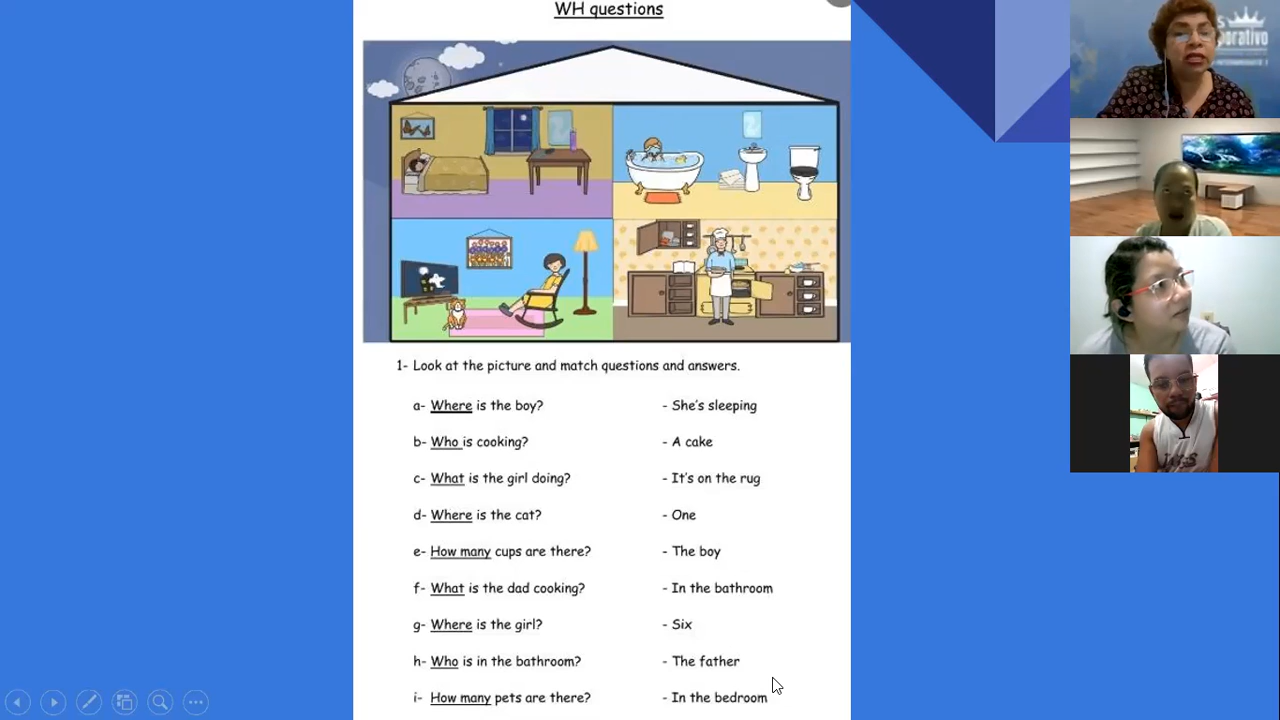 WH questions
1- Look at the picture and match questions and answers.
a- Where is the boy? - She's sleeping
b- Who is cooking? - A cake
c- What is the girl doing? - It's on the rug
d- Where is the cat? - One
e- How many cups are there? - The boy
f- What is the dad cooking? - In the bathroom
g- Where is the girl? - Six
h- Who is in the bathroom? - The father
i- How many pets are there? - In the bedroom